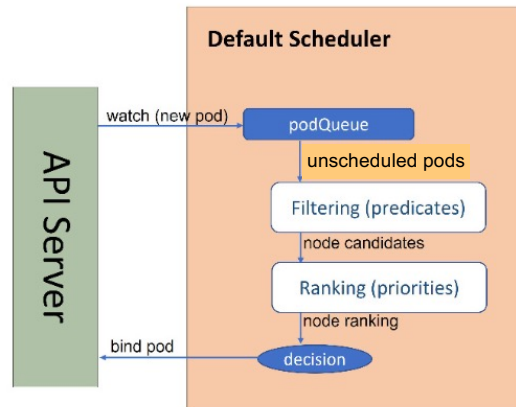 Default Scheduler
API Server
watch (new pod)
podQueue
unscheduled pods
Filtering (predicates)
node candidates
Ranking (priorities)
node ranking
bind pod
decision